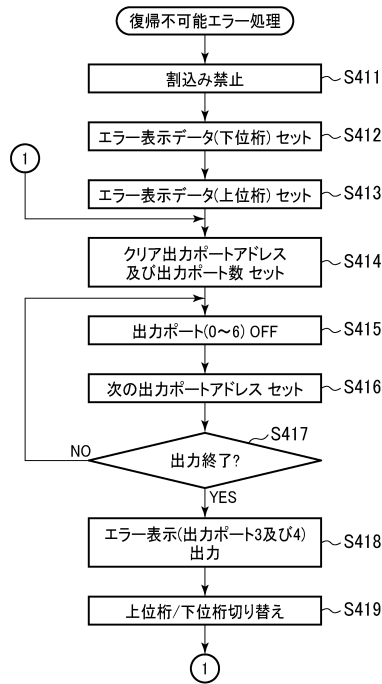 復帰不可能エラー処理
割込み禁止
S411
エラー表示データ(下位桁) セット
S412
1
エラー表示データ(上位桁) セット
S413
クリア出力ポートアドレス
及び出力ポート数 セット
S414
出力ポート(0～6) OFF
S415
次の出力ポートアドレス セット
S416
S417
出力終了?
NO
YES
エラー表示(出力ポート3及び4)
出力
S418
上位桁/下位桁切り替え
S419
1